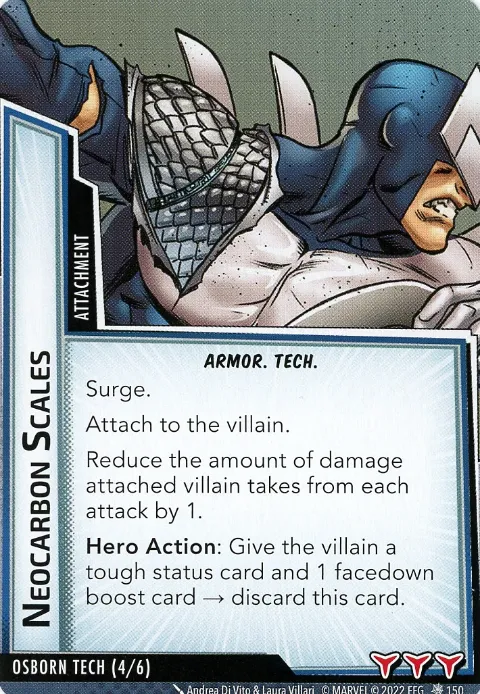 ARMOR. TECH.
Surge.
Attach to the villain.
Reduce the amount of damage
attached villain takes from each
attack by 1.
Hero Action: Give the villain a
tough status card and 1 facedown
boost card → discard this card.
ATTACHMENT
NEOCARBON SCALES
OSBORN TECH (4/6)
Andrea Di Vito & Laura Villari © MARVEL © 2022 FFG 150